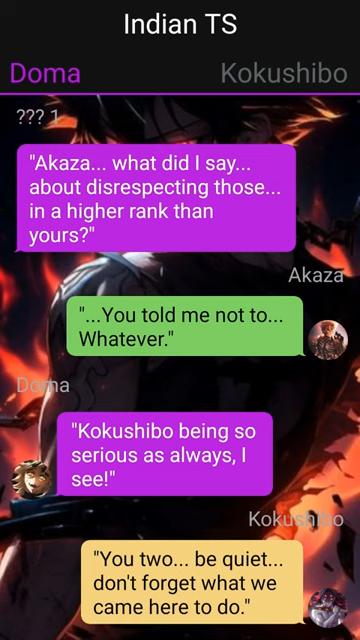 Indian TS
Doma
Kokushibo
??? 1
"Akaza... what did I say...
about disrespecting those...
in a higher rank than
yours?"
Akaza
"...You told me not to...
Whatever."
Doma
"Kokushibo being so
serious as always, I
see!"
Kokushibo
"You two... be quiet...
don't forget what we
came here to do."